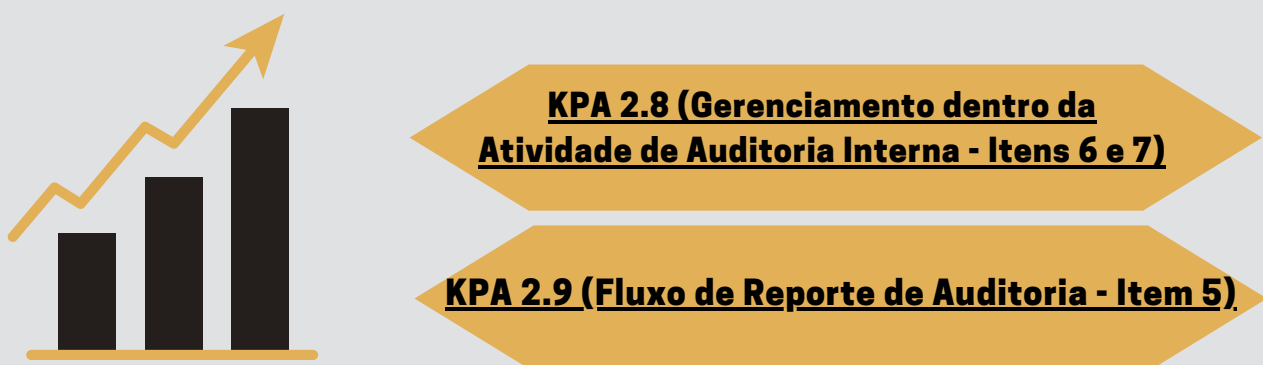 KPA 2.8 (Gerenciamento dentro da
Atividade de Auditoria Interna - Itens 6 e 7)
KPA 2.9 (Fluxo de Reporte de Auditoria - Item 5)